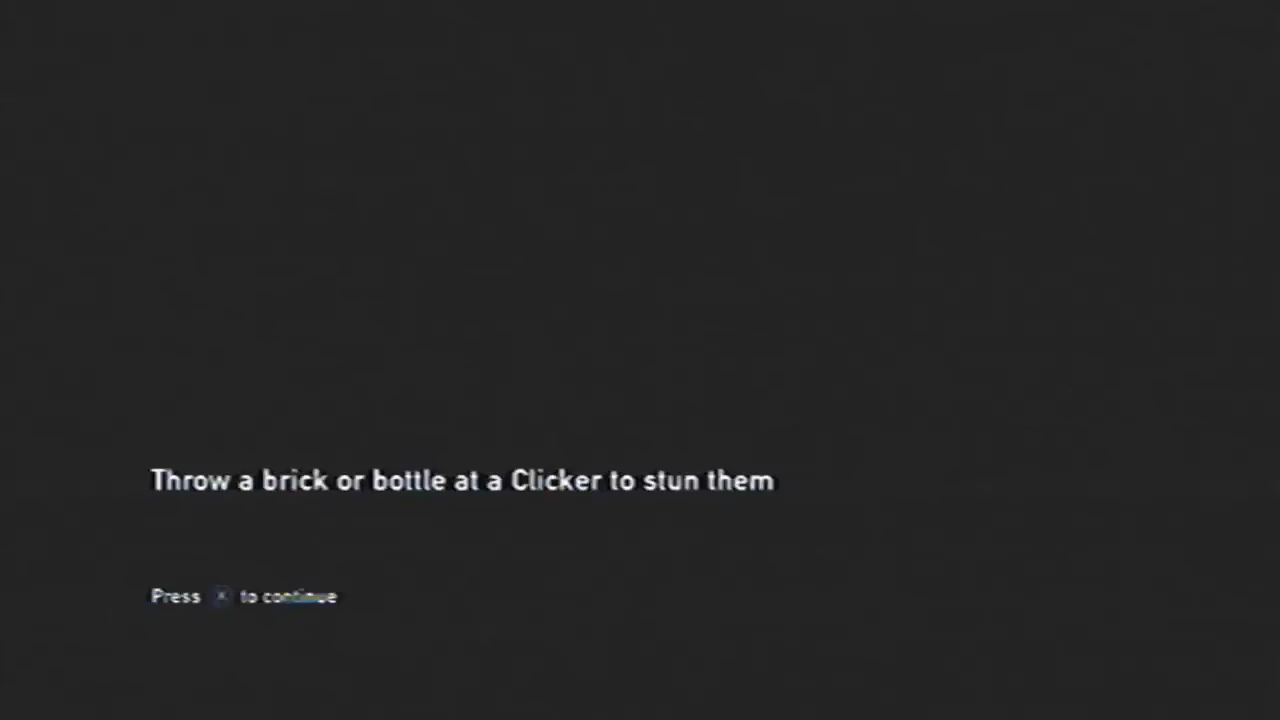 Throw a brick or bottle at a Clicker to stun them
Press X to continue